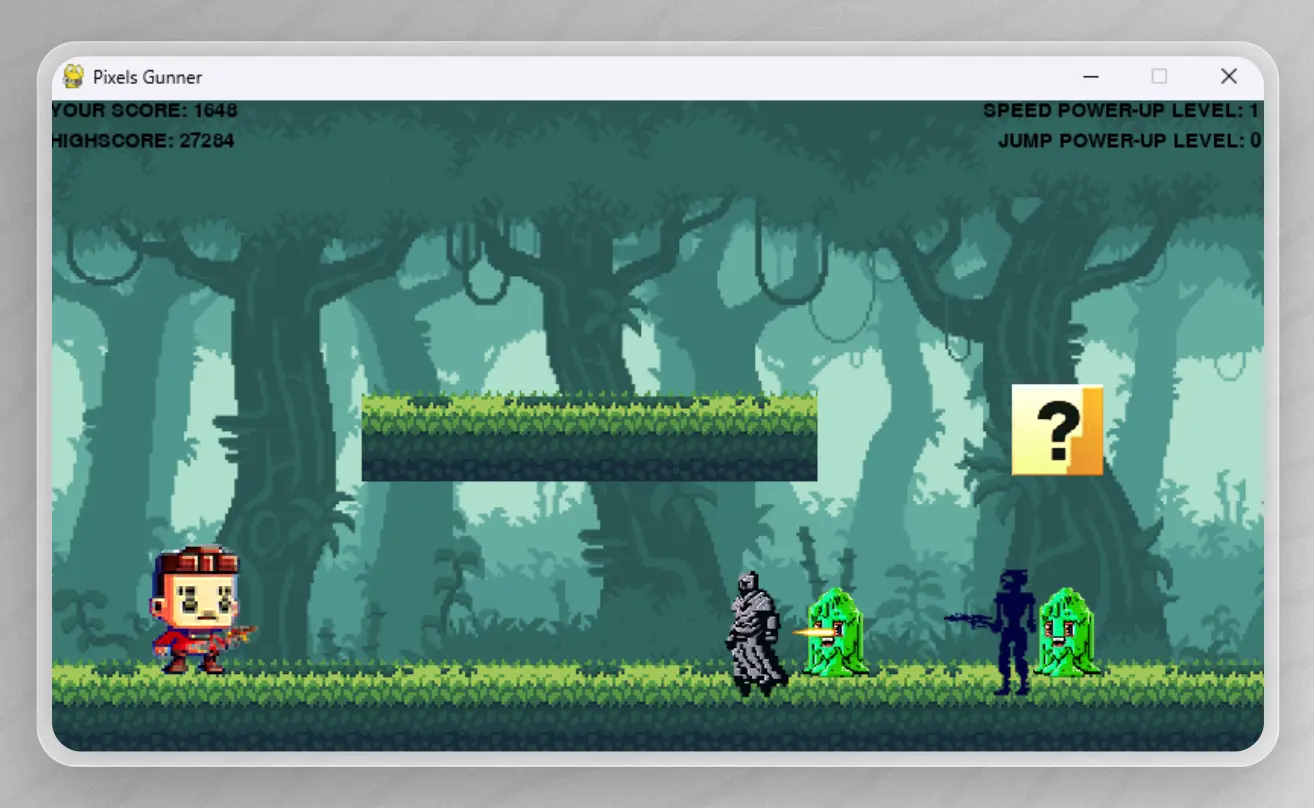 Pixels Gunner
YOUR SCORE: 1648
HIGHSCORE: 27284
SPEED POWER-UP LEVEL: 1
JUMP POWER-UP LEVEL: 0
?